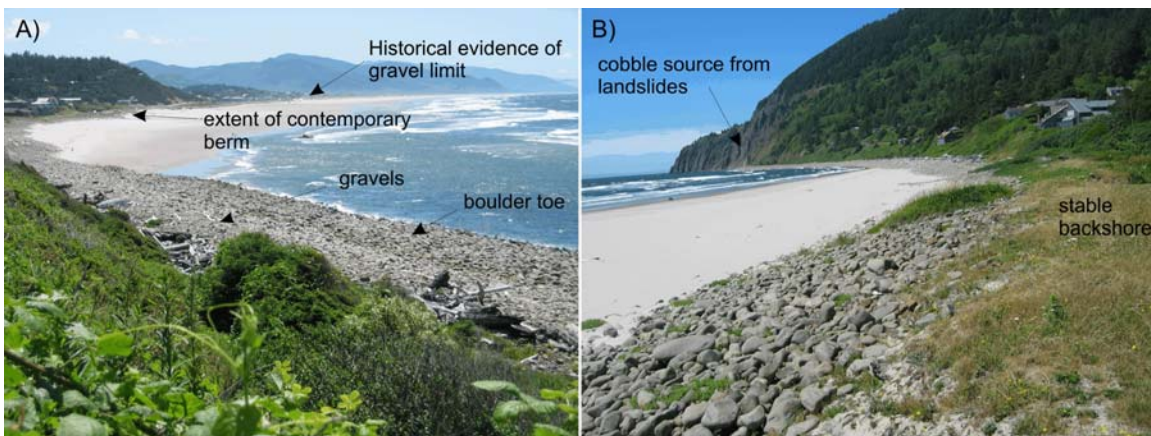 A)
Historical evidence of
gravel limit
extent of contemporary
berm
gravels
boulder toe
B)
cobble source from
landslides
stable
backshore